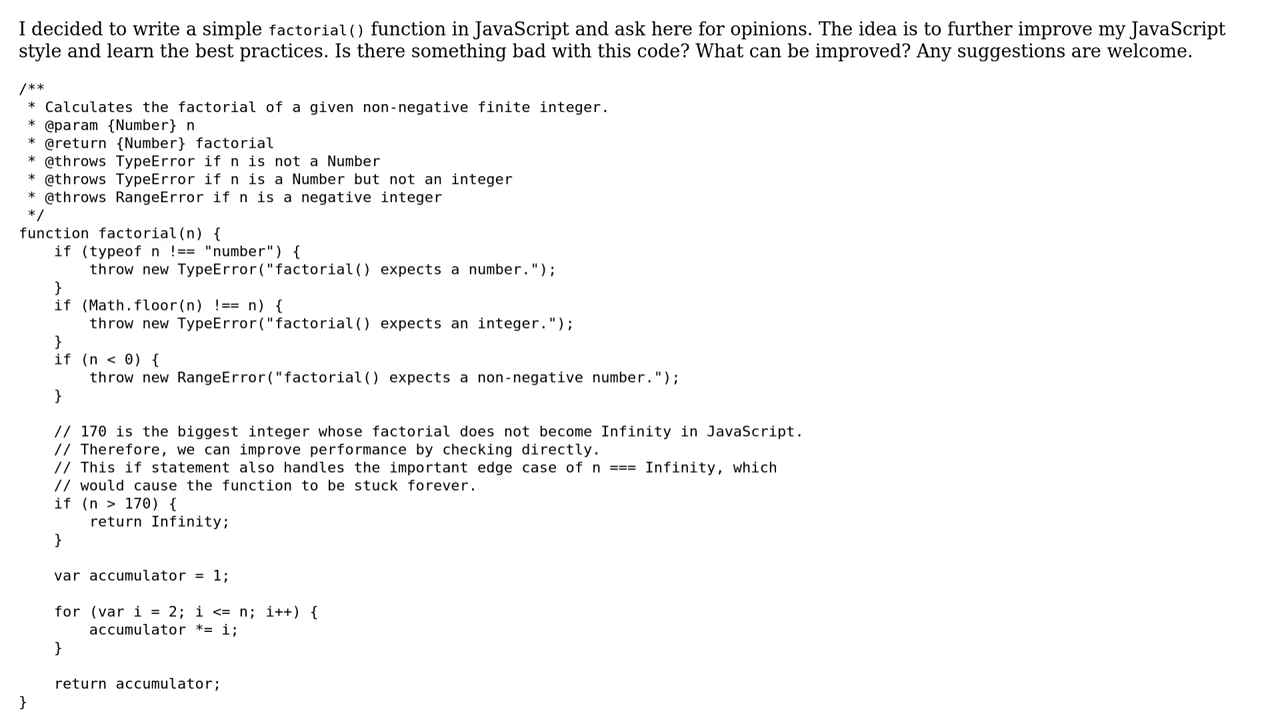 I decided to write a simple factorial() function in JavaScript and ask here for opinions. The idea is to further improve my JavaScript
style and learn the best practices. Is there something bad with this code? What can be improved? Any suggestions are welcome.
/**
 * Calculates the factorial of a given non-negative finite integer.
 * @param {Number} n
 * @return {Number} factorial
 * @throws TypeError if n is not a Number
 * @throws TypeError if n is a Number but not an integer
 * @throws RangeError if n is a negative integer
 */
function factorial(n) {
    if (typeof n !== "number") {
        throw new TypeError("factorial() expects a number.");
    }
    if (Math.floor(n) !== n) {
        throw new TypeError("factorial() expects an integer.");
    }
    if (n < 0) {
        throw new RangeError("factorial() expects a non-negative number.");
    }

    // 170 is the biggest integer whose factorial does not become Infinity in JavaScript.
    // Therefore, we can improve performance by checking directly.
    // This if statement also handles the important edge case of n === Infinity, which
    // would cause the function to be stuck forever.
    if (n > 170) {
        return Infinity;
    }

    var accumulator = 1;

    for (var i = 2; i <= n; i++) {
        accumulator *= i;
    }

    return accumulator;
}